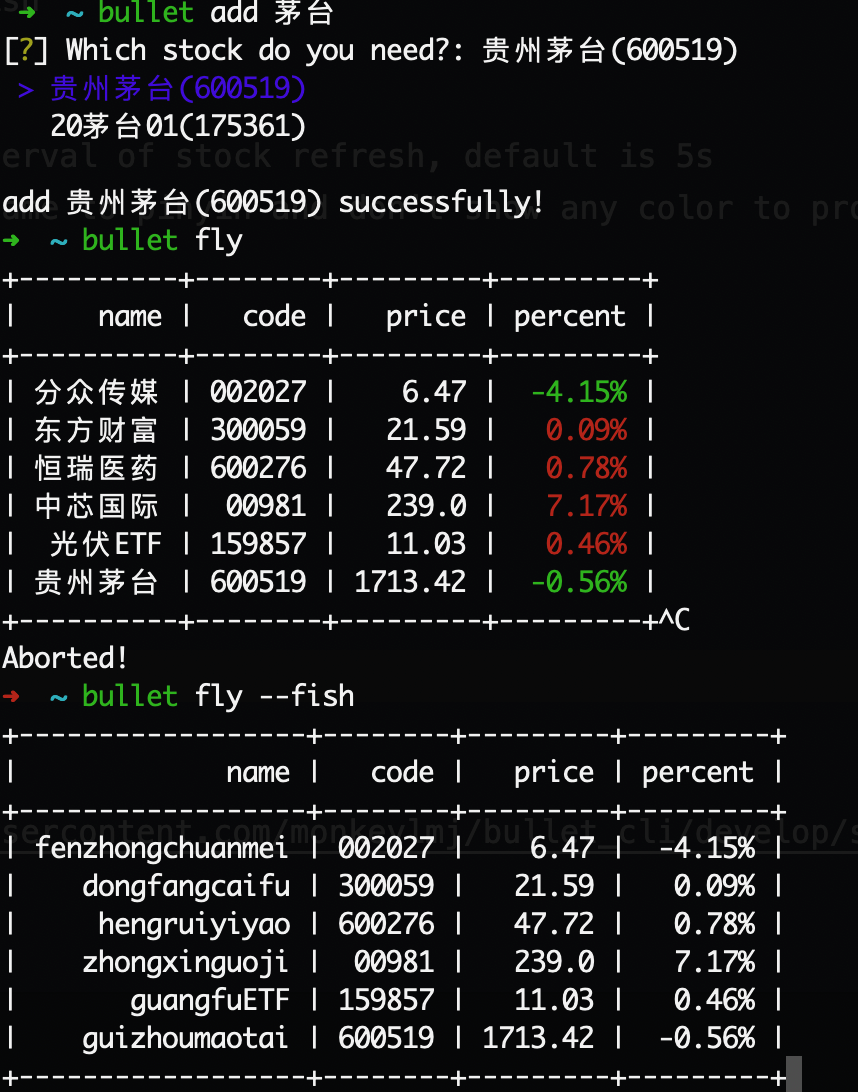 ➜  ~ bullet add 茅台
[?] Which stock do you need?: 贵州茅台(600519)
 > 贵州茅台(600519)
   20茅台01(175361)
erval of stock refresh, default is 5s
add 贵州茅台(600519) successfully!
any color to pro
➜  ~ bullet fly
+----------+--------+---------+---------+
|     name |   code |   price | percent |
+----------+--------+---------+---------+
| 分众传媒 | 002027 |    6.47 |  -4.15% |
| 东方财富 | 300059 |   21.59 |   0.09% |
| 恒瑞医药 | 600276 |   47.72 |   0.78% |
| 中芯国际 |  00981 |   239.0 |   7.17% |
|  光伏ETF | 159857 |   11.03 |   0.46% |
| 贵州茅台 | 600519 | 1713.42 |  -0.56% |
+----------+--------+---------+---------+^C
Aborted!
➜  ~ bullet fly --fish
+------------------+--------+---------+---------+
|             name |   code |   price | percent |
+------------------+--------+---------+---------+
sercontent.com/monkeylmj/bullet_cli/develop/s
| fenzhongchuanmei | 002027 |    6.47 |  -4.15% |
|    dongfangcaifu | 300059 |   21.59 |   0.09% |
|     hengruiyiyao | 600276 |   47.72 |   0.78% |
|    zhongxinguoji |  00981 |   239.0 |   7.17% |
|       guangfuETF | 159857 |   11.03 |   0.46% |
|    guizhoumaotai | 600519 | 1713.42 |  -0.56% |
+------------------+--------+---------+---------+